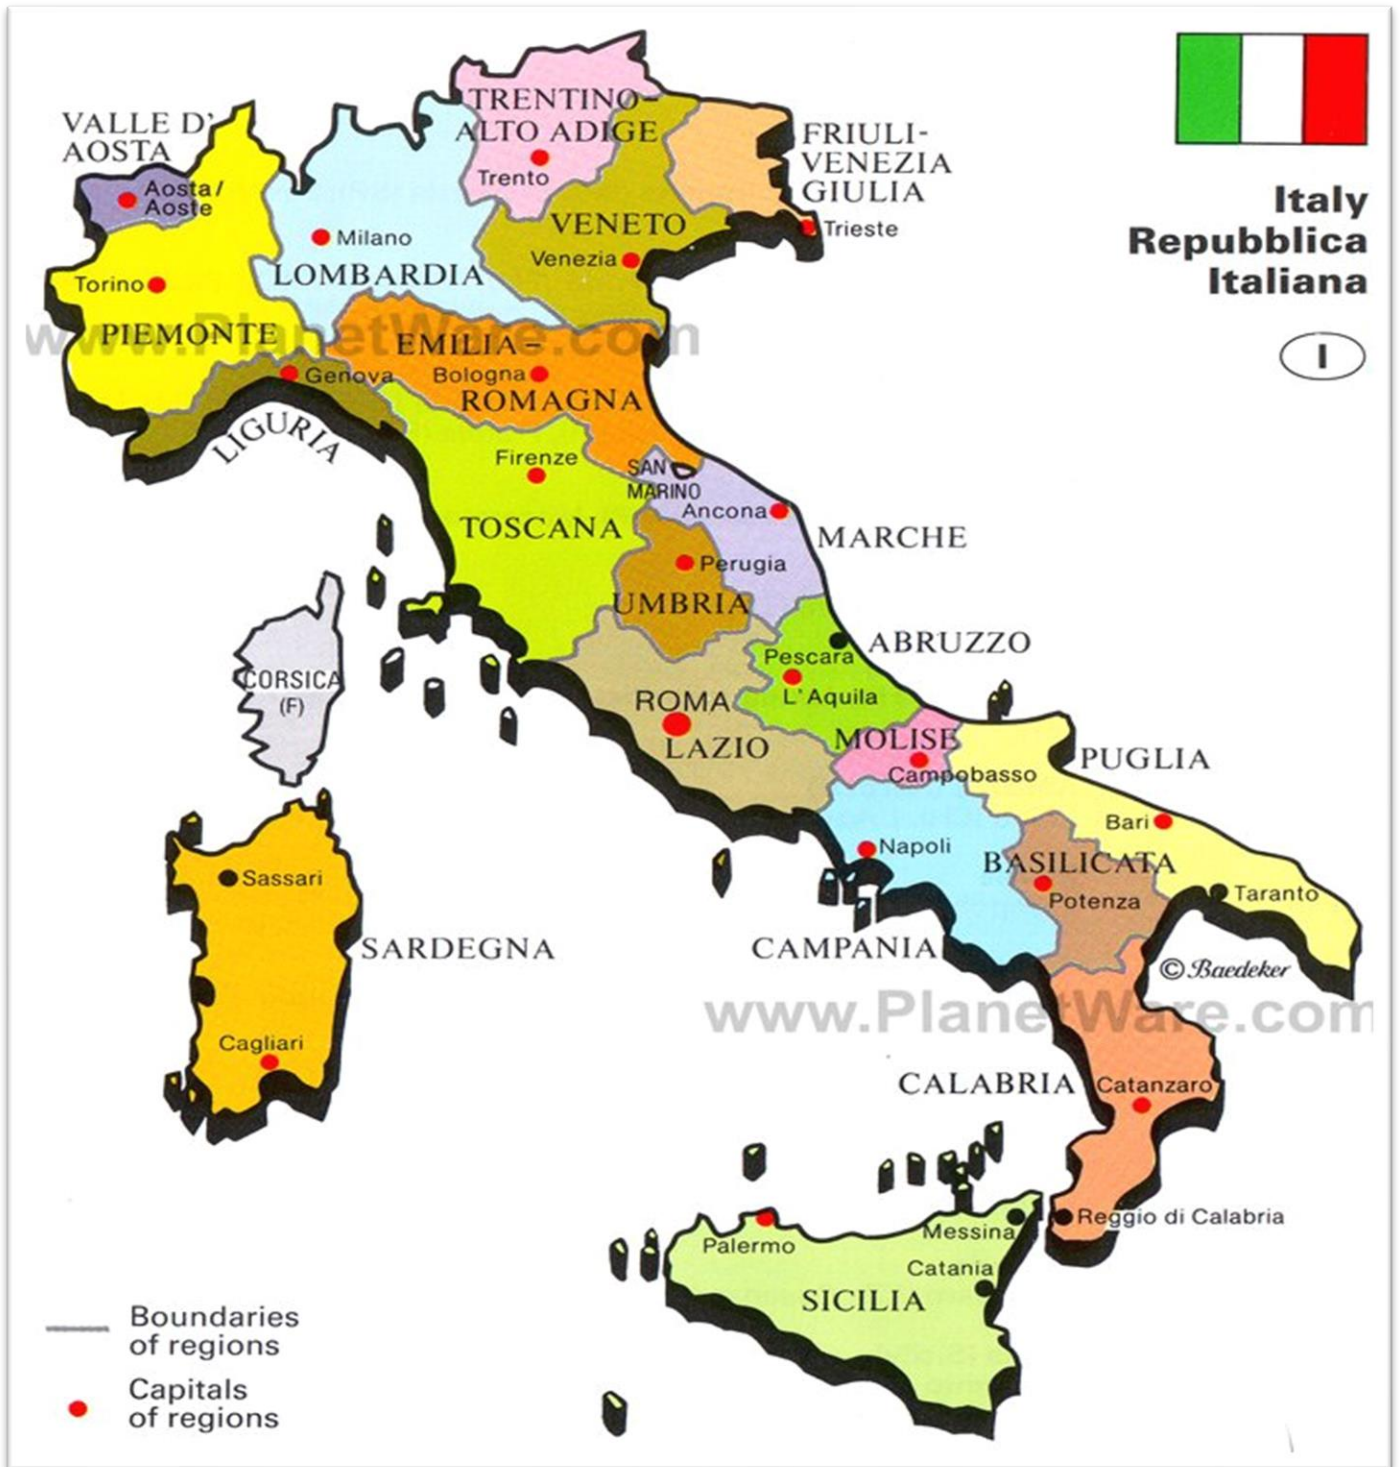 Italy
Repubblica
Italiana
I
VALLE D'
AOSTA
Aosta/
Aoste
TRENTINO-
ALTO ADIGE
Trento
FRIULI-
VENEZIA
GIULIA
Trieste
VENETO
Venezia
Milano
LOMBARDIA
Torino
PIEMONTE
www.PlanetWare.com
EMILIA-
Bologna
ROMAGNA
Genova
LIGURIA
Firenze
TOSCANA
SAN
MARINO
Ancona
MARCHE
Perugia
UMBRIA
ABRUZZO
Pescara
L'Aquila
CORSICA
(F)
ROMA
LAZIO
MOLISE
Campobasso
PUGLIA
Bari
Napoli
BASILICATA
Potenza
Taranto
Sassari
SARDEGNA
Cagliari
CAMPANIA
© Baedeker
www.PlanetWare.com
CALABRIA
Catanzaro
Reggio di Calabria
Messina
Palermo
Catania
SICILIA
Boundaries
of regions
Capitals
of regions